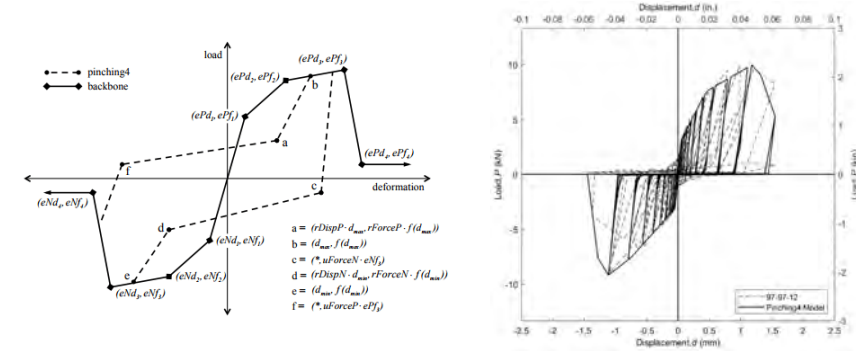 load
pinching4
backbone
(ePd₃, ePf₃)
(ePd₂, ePf₂)
b
(ePd₁, ePf₁)
a
(ePd₄, ePf₄)
f
deformation
c
(eNd₄, eNf₄)
d
(eNd₁, eNf₁)
e
(eNd₂, eNf₂)
(eNd₃, eNf₃)
a = (rDispP · dₘₐₓ, rForceP · f(dₘₐₓ))
b = (dₘₐₓ, f(dₘₐₓ))
c = (*, uForceN · eNf₃)
d = (rDispN · dₘᵢₙ, rForceN · f(dₘᵢₙ))
e = (dₘᵢₙ, f(dₘᵢₙ))
f = (*, uForceP · ePf₃)
Displacement,d (in.)
-0.1 -0.08 -0.06 -0.04 -0.02 0 0.02 0.04 0.06 0.08 0.1
10
5
0
-5
-10
Load,P (kN)
3
2
1
0
-1
-2
-3
97-97-12
Pinching4 Model
-2.5 -2 -1.5 -1 -0.5 0 0.5 1 1.5 2 2.5
Displacement,d (mm)